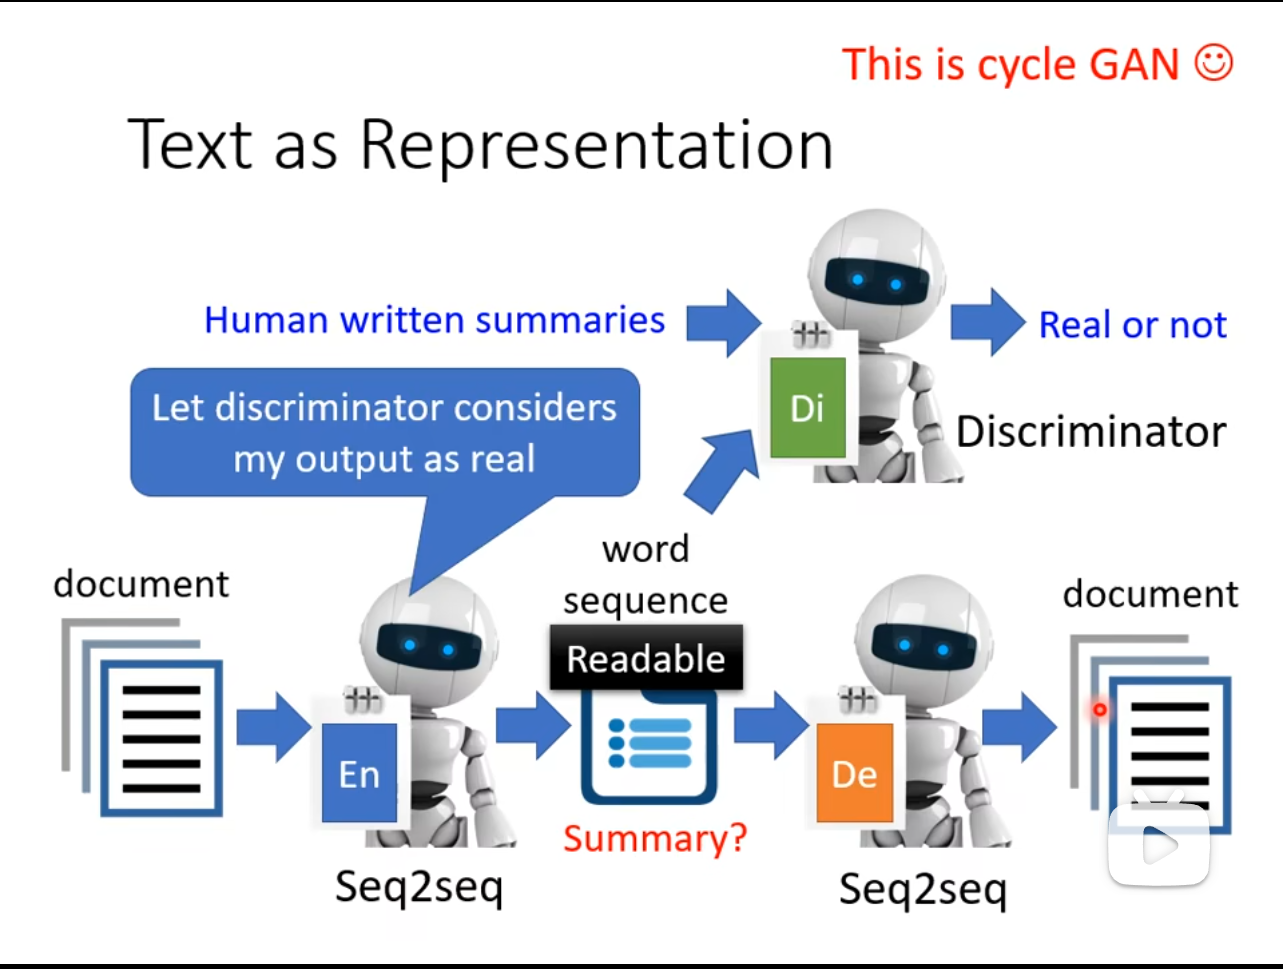 This is cycle GAN
Text as Representation
Human written summaries
Real or not
Di
Discriminator
Let discriminator considers
my output as real
word
sequence
Readable
document
document
En
De
Summary?
Seq2seq
Seq2seq